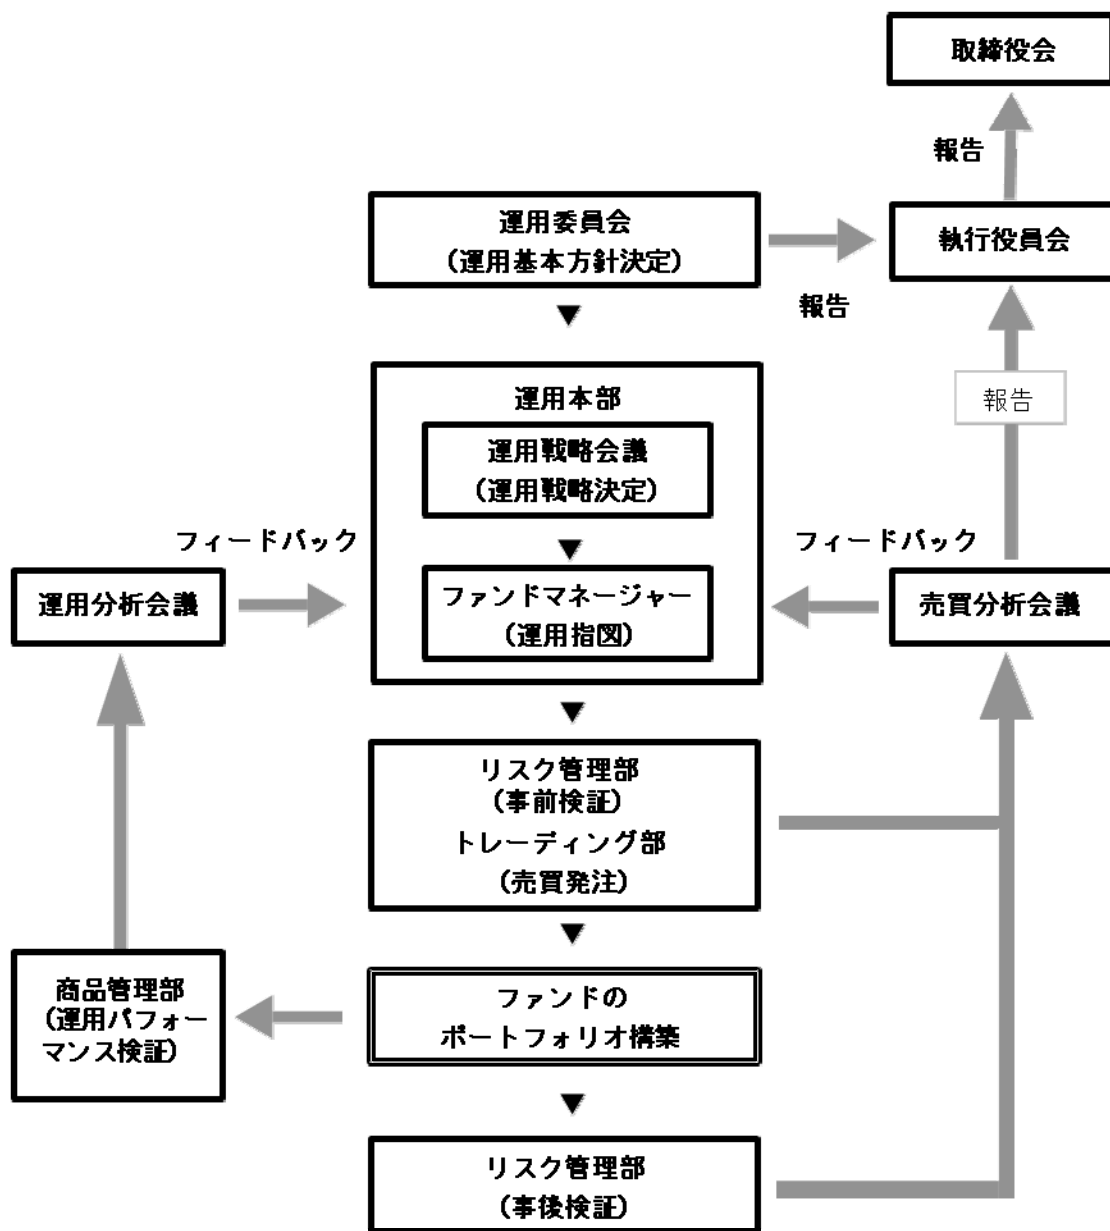 取締役会
報告
運用委員会
(運用基本方針決定)
執行役員会
報告
運用本部
報告
運用戦略会議
(運用戦略決定)
フィードバック
フィードバック
運用分析会議
ファンドマネージャー
(運用指図)
売買分析会議
リスク管理部
(事前検証)
トレーディング部
(売買発注)
商品管理部
(運用パフォー
マンス検証)
ファンドの
ポートフォリオ構築
リスク管理部
(事後検証)